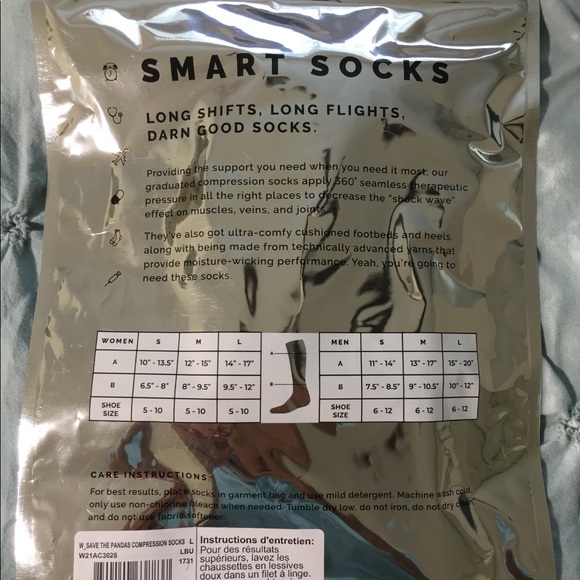 SMART SOCKS
LONG SHIFTS, LONG FLIGHTS,
DARN GOOD SOCKS.
Providing the support you need when you need it most, our
graduated compression socks apply 360° seamless therapeutic
pressure in all the right places to decrease the "shock wave"
effect on muscles, veins, and joints.
They've also got ultra-comfy cushioned footbeds and heels
along with being made from technically advanced yarns that
provide moisture-wicking performance. Yeah, you're going to
need these socks.
WOMEN S M L
A 10" - 13.5" 12" - 15" 14" - 17"
B 6.5" - 8" 8" - 9.5" 9.5" - 12"
SHOE SIZE 5 - 10 5 - 10 5 - 10
A
B
MEN S M L
A 11" - 14" 13" - 17" 15" - 20"
B 7.5" - 8.5" 9" - 10.5" 10" - 12"
SHOE SIZE 6 - 12 6 - 12 6 - 12
CARE INSTRUCTIONS
For best results, place socks in garment bag and use mild detergent. Machine wash cold,
only use non-chlorine bleach when needed. Tumble dry low, do not iron, do not dry clean
and do not use fabric softener.
W_SAVE THE PANDAS COMPRESSION SOCKS L
W21AC3028 LBU
1731
Instructions d'entretien:
Pour des résultats
supérieurs, lavez les
chaussettes en lessives
doux dans un filet à linge.